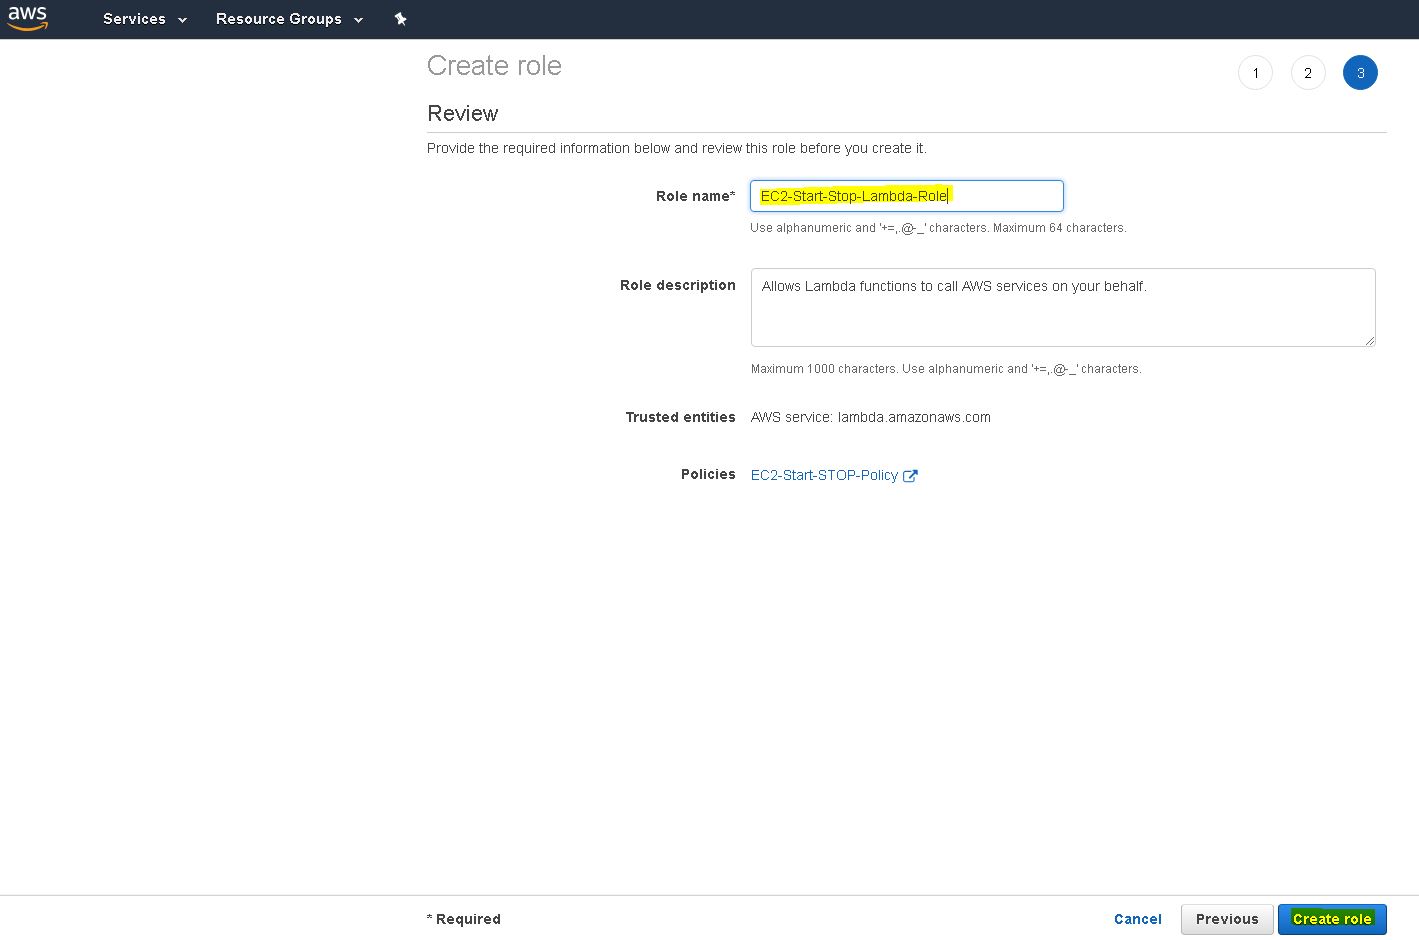 aws Services Resource Groups
Create role
1 2 3
Review
Provide the required information below and review this role before you create it.
Role name* EC2-Start-Stop-Lambda-Role
Use alphanumeric and '+=,.@-_' characters. Maximum 64 characters.
Role description Allows Lambda functions to call AWS services on your behalf.
Maximum 1000 characters. Use alphanumeric and '+=,.@-_' characters.
Trusted entities AWS service: lambda.amazonaws.com
Policies EC2-Start-STOP-Policy
* Required Cancel Previous Create role